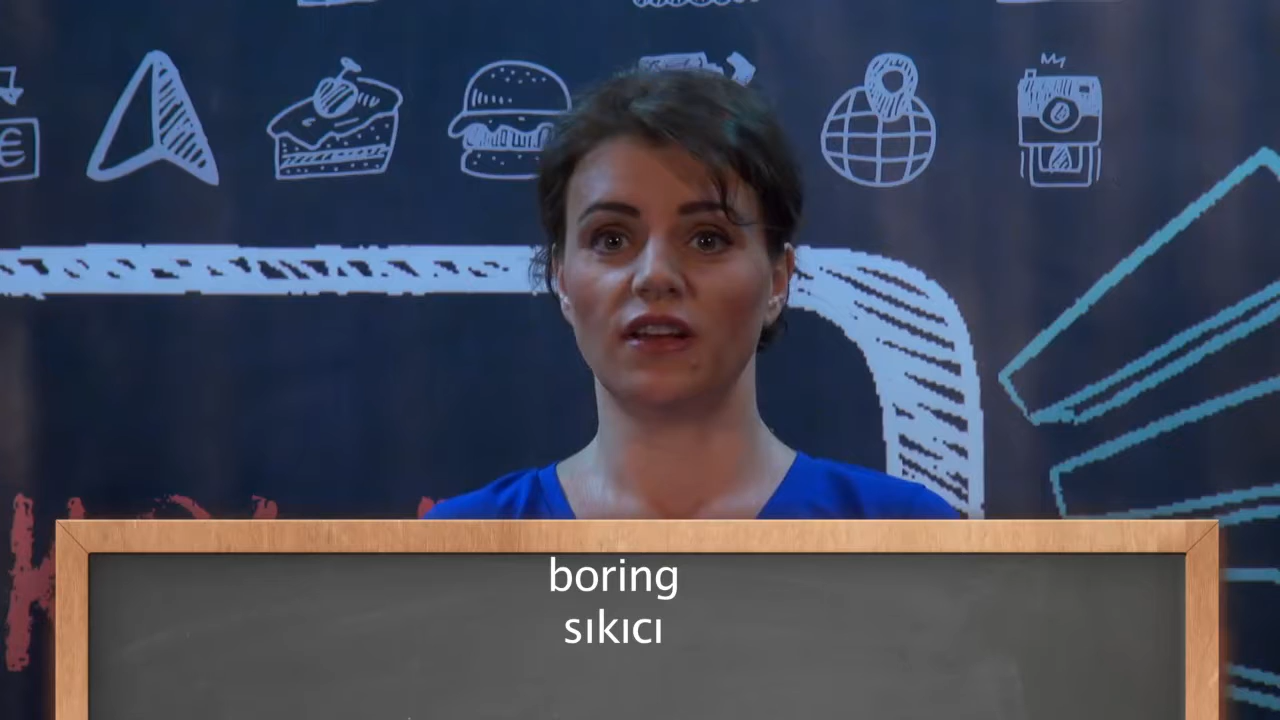 €
boring
sıkıcı